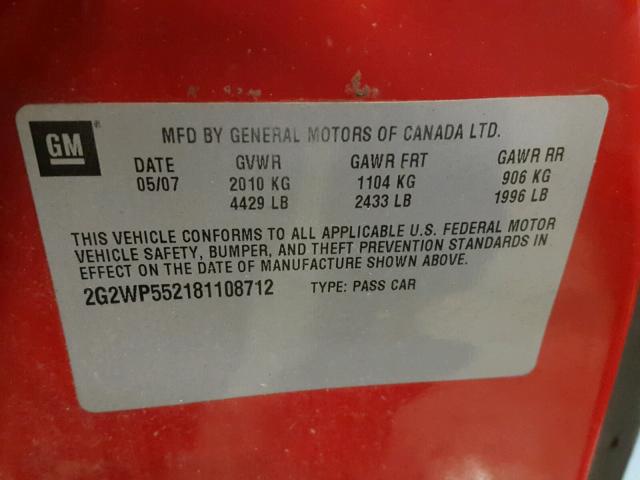 GM®
MFD BY GENERAL MOTORS OF CANADA LTD.
DATE GVWR GAWR FRT GAWR RR
05/07 2010 KG 1104 KG 906 KG
4429 LB 2433 LB 1996 LB
THIS VEHICLE CONFORMS TO ALL APPLICABLE U.S. FEDERAL MOTOR
VEHICLE SAFETY, BUMPER, AND THEFT PREVENTION STANDARDS IN
EFFECT ON THE DATE OF MANUFACTURE SHOWN ABOVE.
2G2WP552181108712 TYPE: PASS CAR